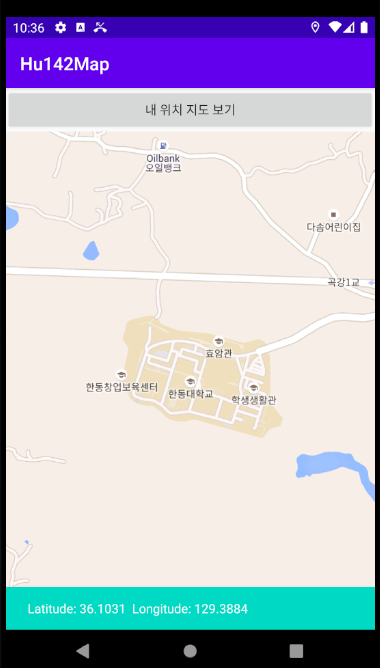 10:36
Hu142Map
내 위치 지도 보기
Oilbank
오일뱅크
다솜어린이집
곡강1교
효암관
한동창업보육센터
한동대학교
학생생활관
Latitude: 36.1031 Longitude: 129.3884